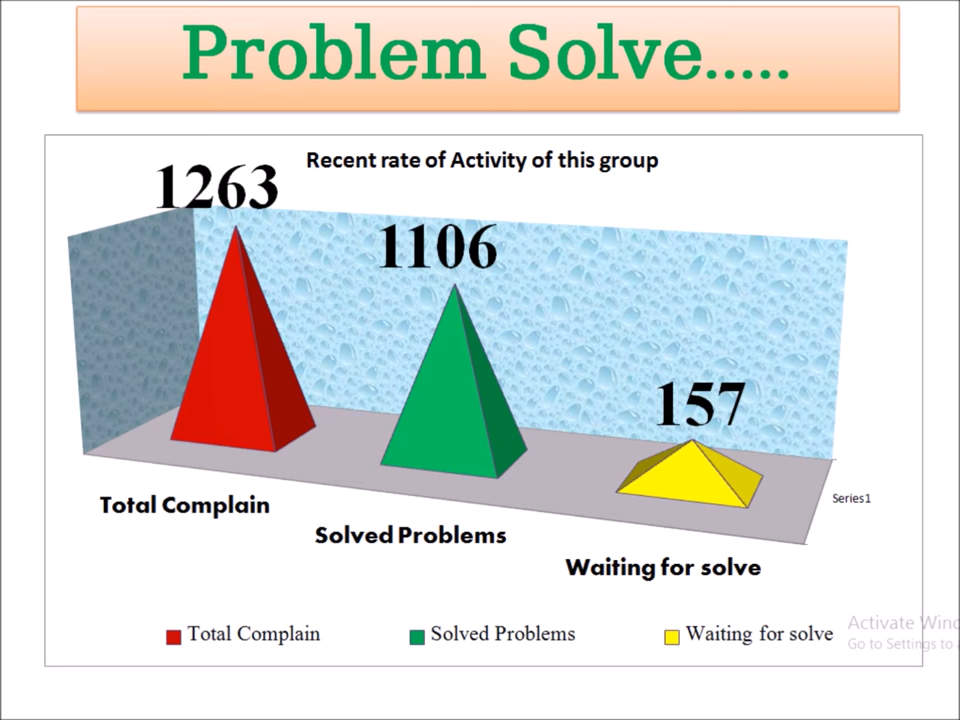 Problem Solve.....
Recent rate of Activity of this group
1263
1106
157
Total Complain
Solved Problems
Waiting for solve
Series1
Total Complain
Solved Problems
Waiting for solve
Activate Wind
Go to Settings to a